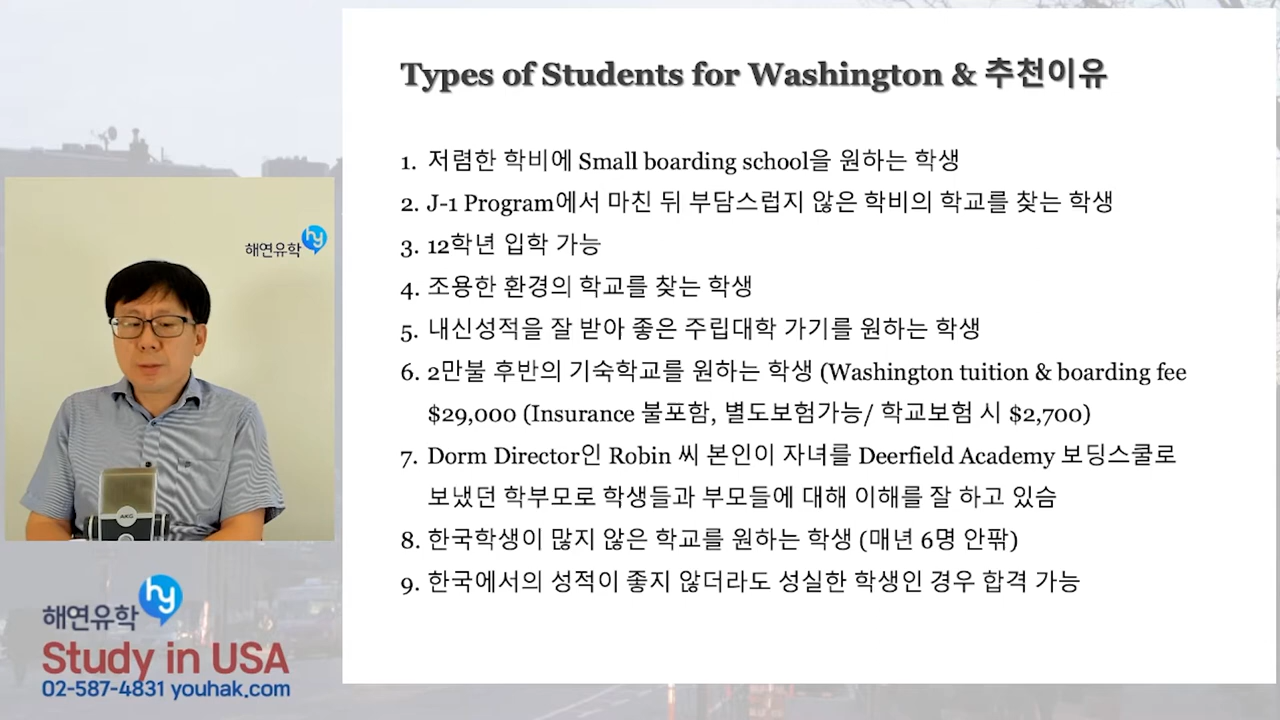 Types of Students for Washington & 추천이유
1. 저렴한 학비에 Small boarding school을 원하는 학생
2. J-1 Program에서 마친 뒤 부담스럽지 않은 학비의 학교를 찾는 학생
3. 12학년 입학 가능
4. 조용한 환경의 학교를 찾는 학생
5. 내신성적을 잘 받아 좋은 주립대학 가기를 원하는 학생
6. 2만불 후반의 기숙학교를 원하는 학생 (Washington tuition & boarding fee
$29,000 (Insurance 불포함, 별도보험가능/ 학교보험 시 $2,700)
7. Dorm Director인 Robin 씨 본인이 자녀를 Deerfield Academy 보딩스쿨로
보냈던 학부모로 학생들과 부모들에 대해 이해를 잘 하고 있슴
8. 한국학생이 많지 않은 학교를 원하는 학생 (매년 6명 안팎)
9. 한국에서의 성적이 좋지 않더라도 성실한 학생인 경우 합격 가능
해연유학 hy
AKG
해연유학 hy
Study in USA
02-587-4831 youhak.com